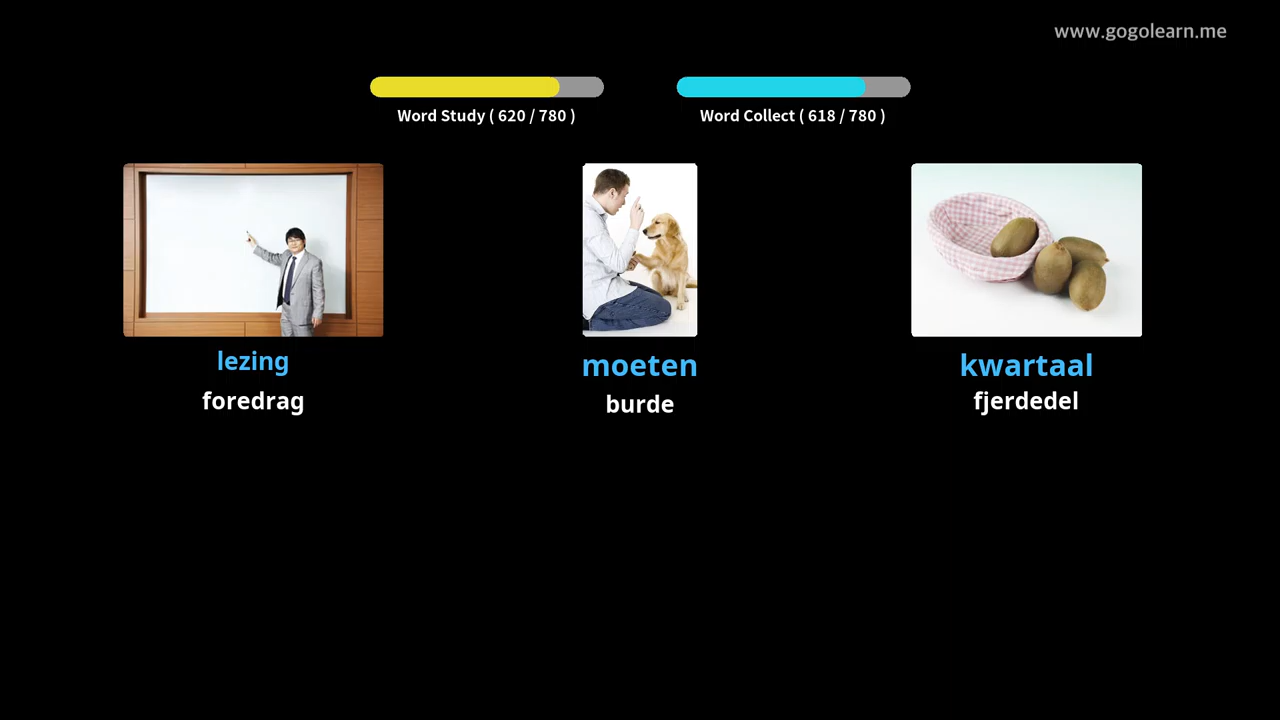 www.gogolearn.me
Word Study ( 620 / 780 )
Word Collect ( 618 / 780 )
lezing
foredrag
moeten
burde
kwartaal
fjerdedel